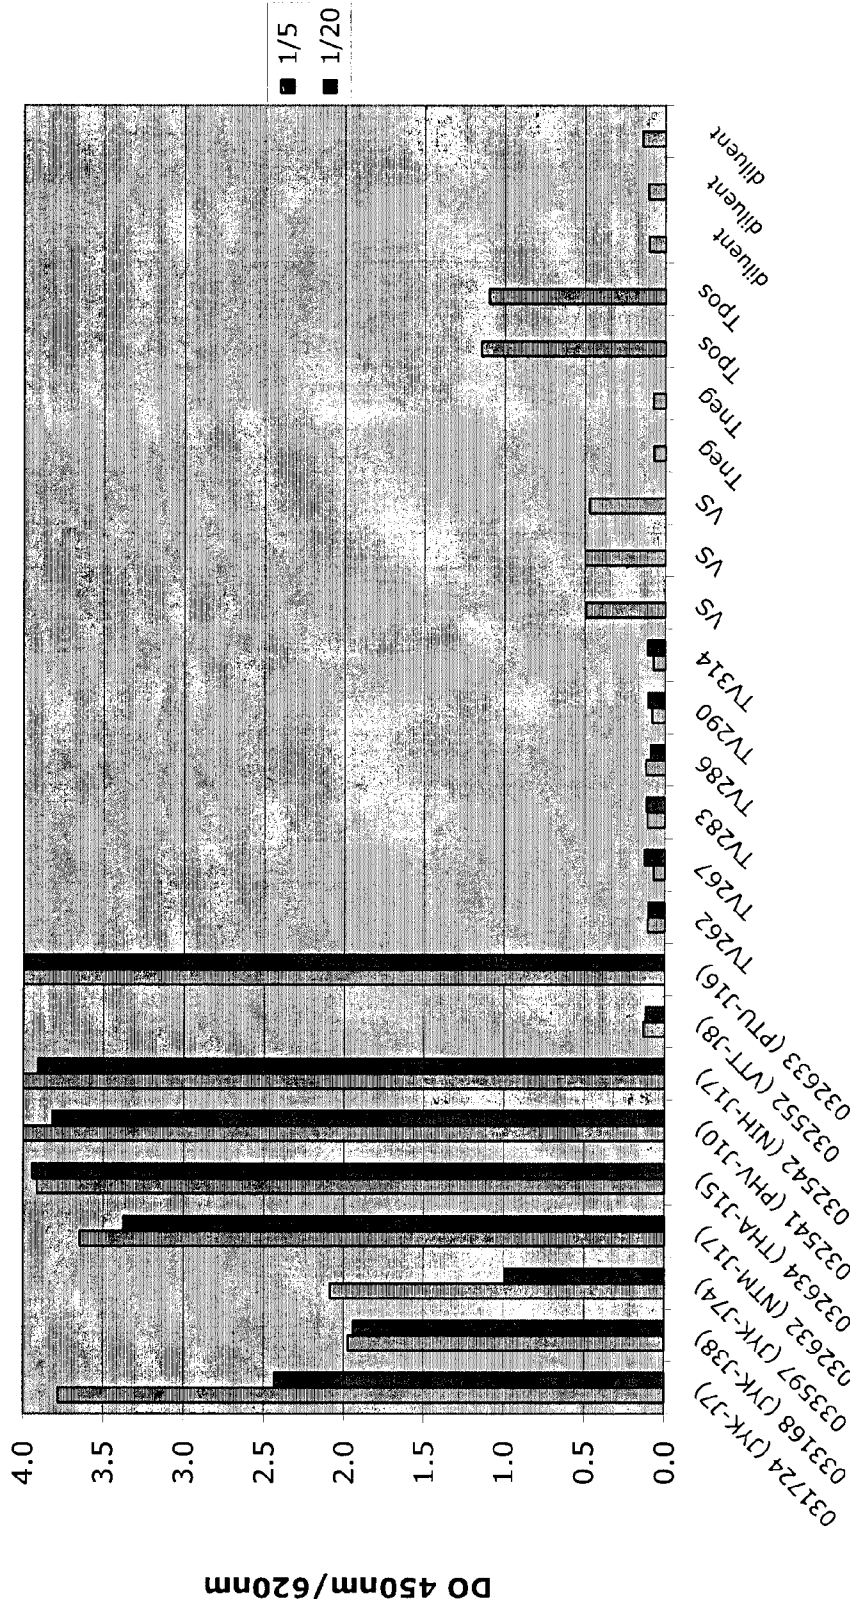 DO 450nm/620nm
4.0
3.5
3.0
2.5
2.0
1.5
1.0
0.5
0.0
031724 (JYK-J7)
033168 (JYK-J38)
033597 (JYK-J74)
032632 (NTM-J17)
032634 (THA-J15)
032541 (PHV-J10)
032542 (NIH-J17)
032552 (VTT-J8)
032633 (PTU-J16)
TV262
TV267
TV283
TV286
TV290
TV314
VS
VS
VS
Tneg
Tneg
Tpos
Tpos
diluent
diluent
diluent
1/5
1/20